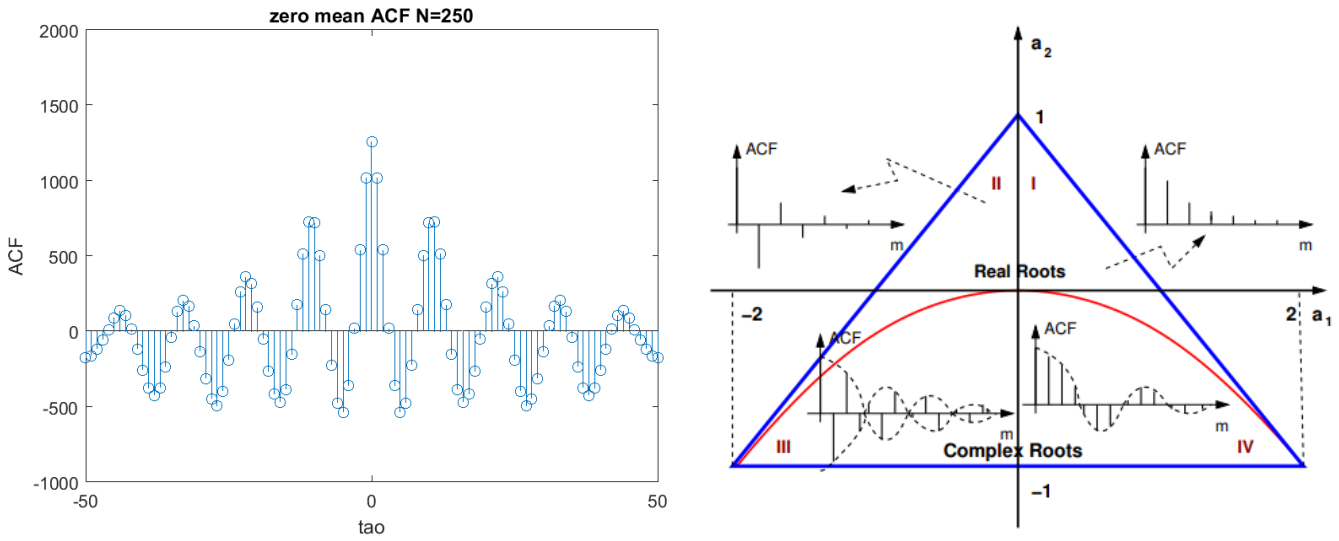 zero mean ACF N=250
2000
1500
1000
500
0
-500
-1000
ACF
-50
0
50
tao
a2
1
ACF
m
II
I
ACF
m
Real Roots
−2
2
a1
ACF
m
ACF
m
III
Complex Roots
IV
−1